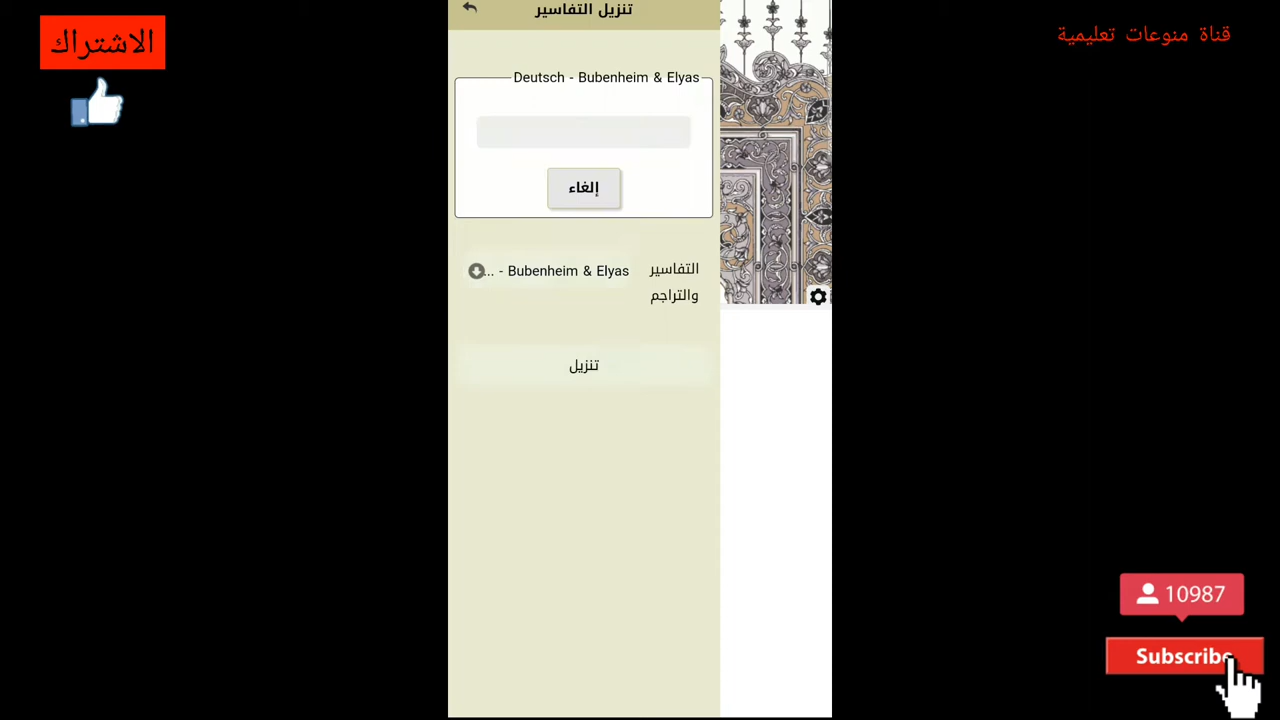 الاشتراك
قناة منوعات تعليمية
تنزيل التفاسير
Deutsch - Bubenheim & Elyas
إلغاء
التفاسير
والتراجم
... - Bubenheim & Elyas
تنزيل
10987
Subscribe